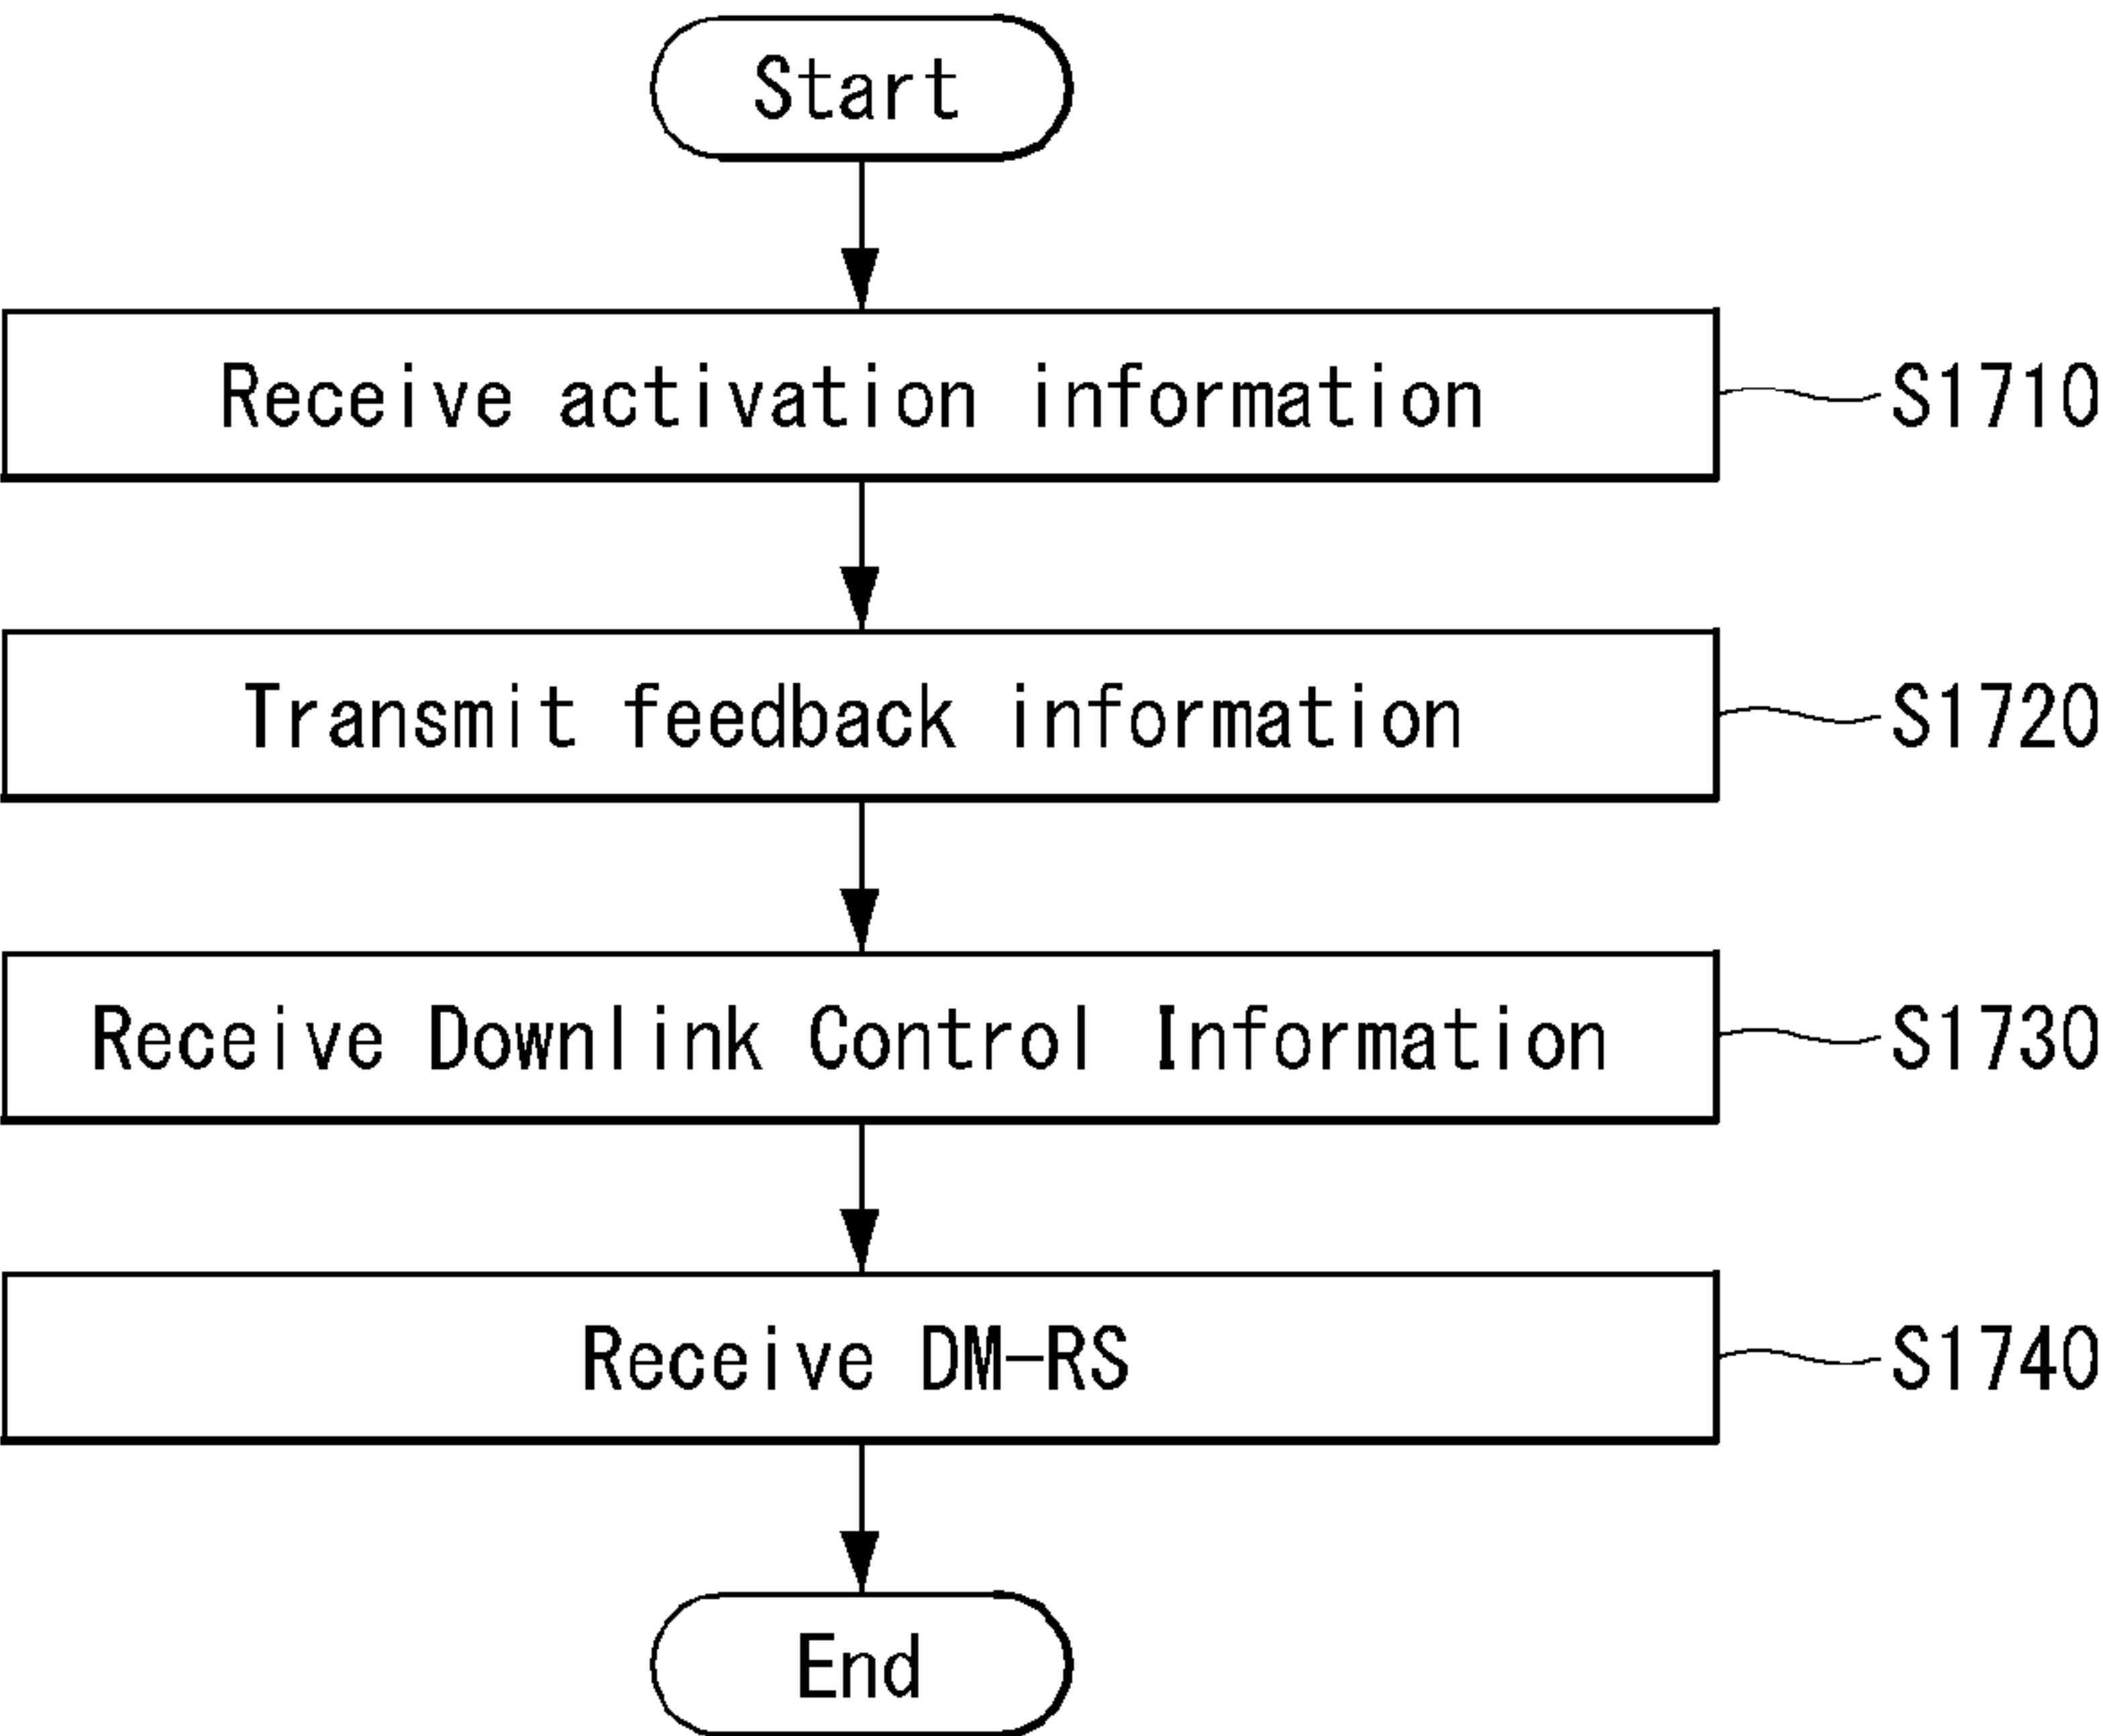 Start
Receive activation information
S1710
Transmit feedback information
S1720
Receive Downlink Control Information
S1730
Receive DM-RS
S1740
End